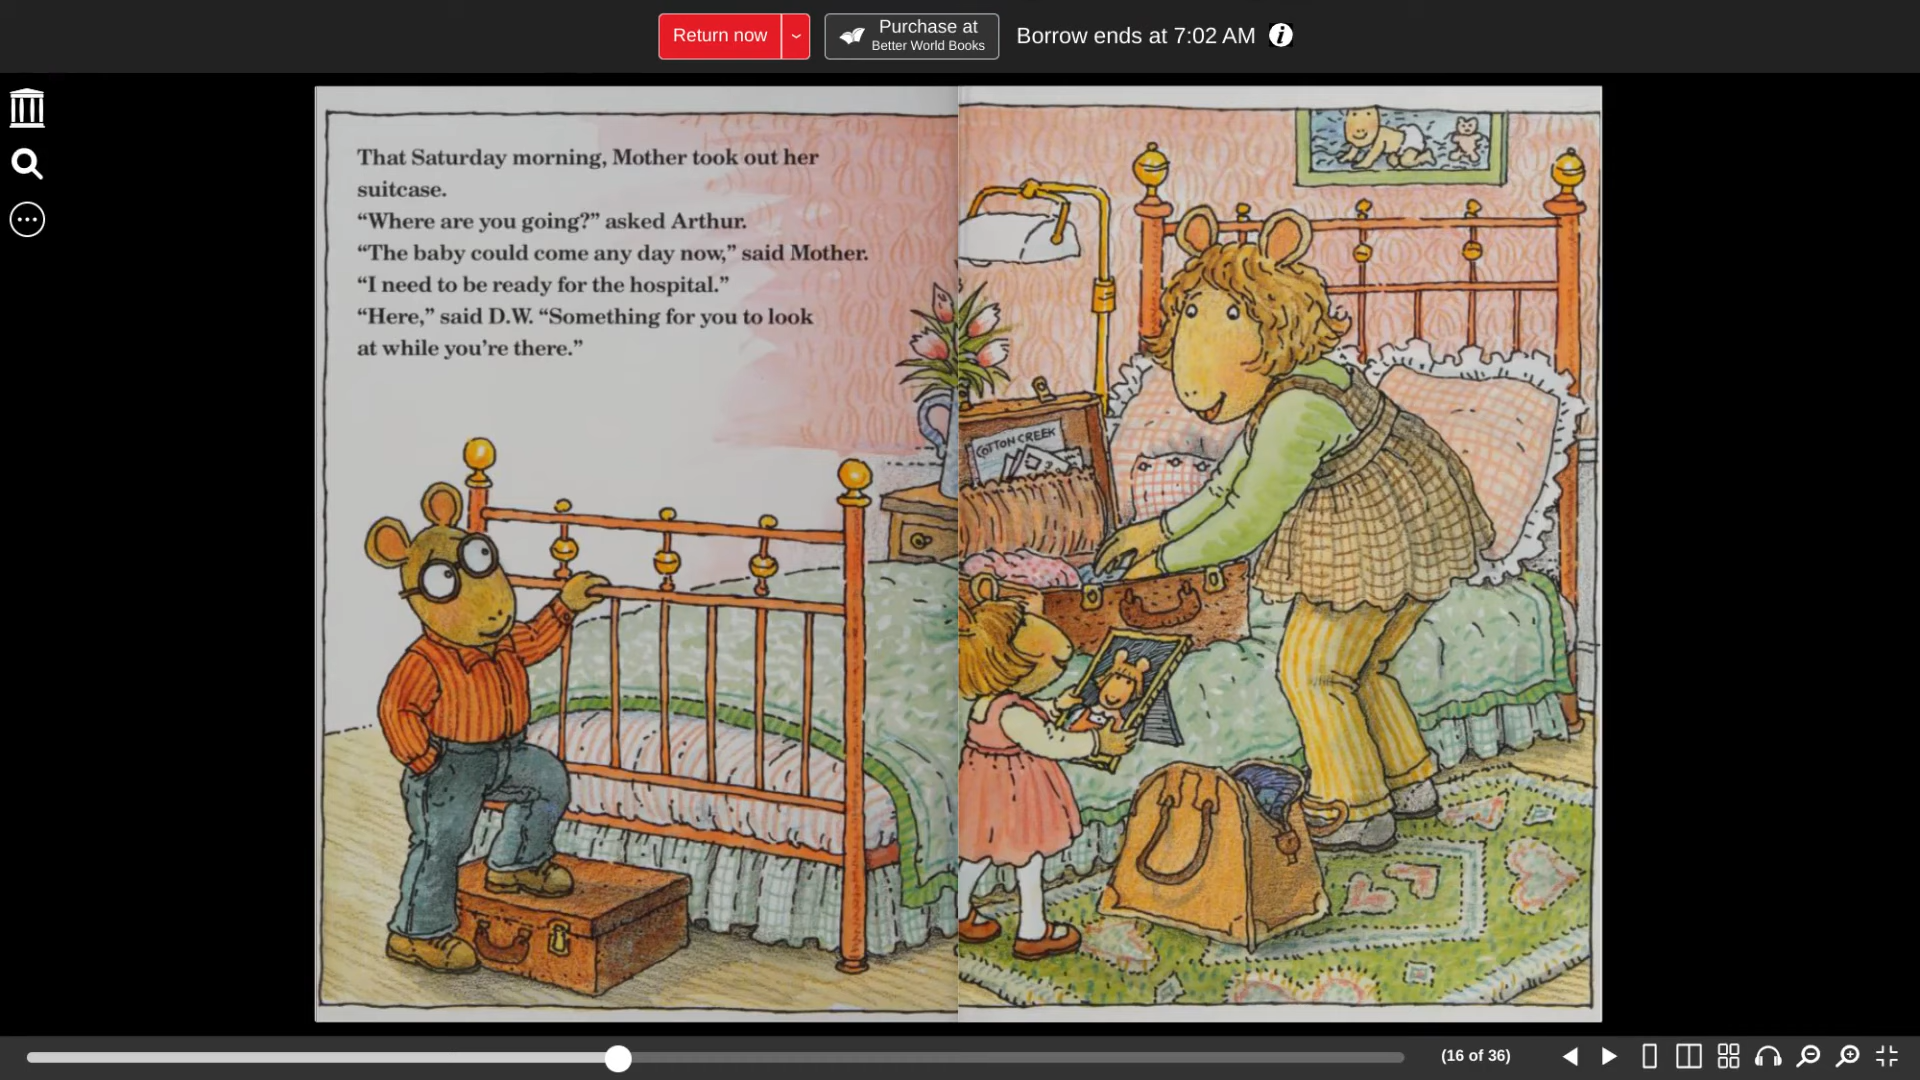 Return now
Purchase at
Better World Books
Borrow ends at 7:02 AM
That Saturday morning, Mother took out her
suitcase.
“Where are you going?” asked Arthur.
“The baby could come any day now,” said Mother.
“I need to be ready for the hospital.”
“Here,” said D.W. “Something for you to look
at while you’re there.”
COTTON CREEK
(16 of 36)